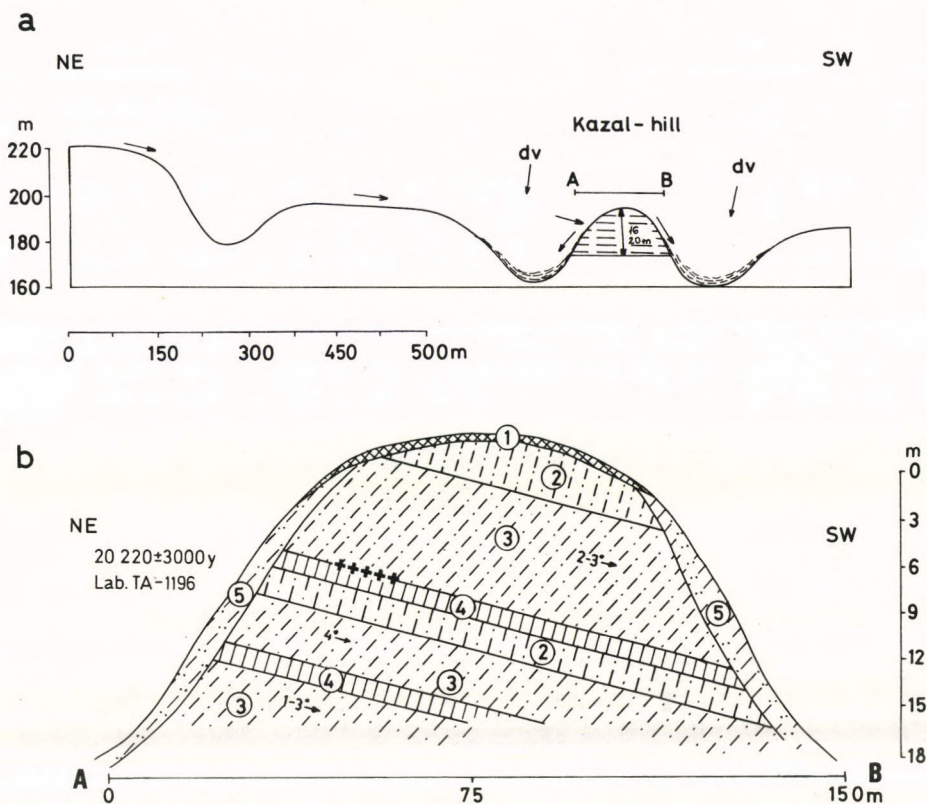 a
NE SW
m
Kazal-hill
220
dv dv
A B
200
16
20m
180
160
0 150 300 450 500m
b
m
1
0
2
NE
SW
3
3
20 220±3000y
Lab. TA-1196
2-3°
6
4
5
5
9
4°
2
12
4
3
3
1-3°
15
18
A B
0 75 150m